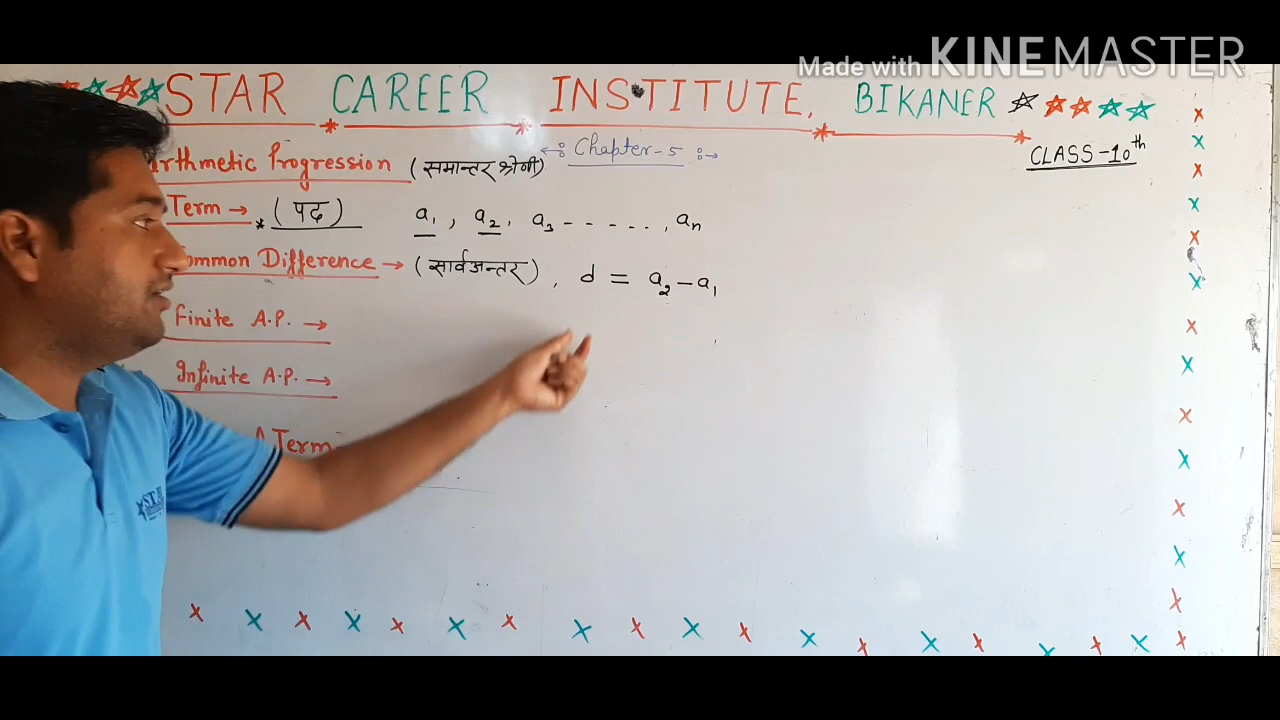 Made with KINEMASTER
STAR CAREER INSTITUTE, BIKANER
Chapter-5
CLASS-10th
Arthmetic Progression (समान्तर श्रेणी)
Term → * (पद) a1, a2, a3 - - - - - -, an
Common Difference → (सार्वअन्तर), d = a2 - a1
Finite A.P. →
Infinite A.P. →
Term